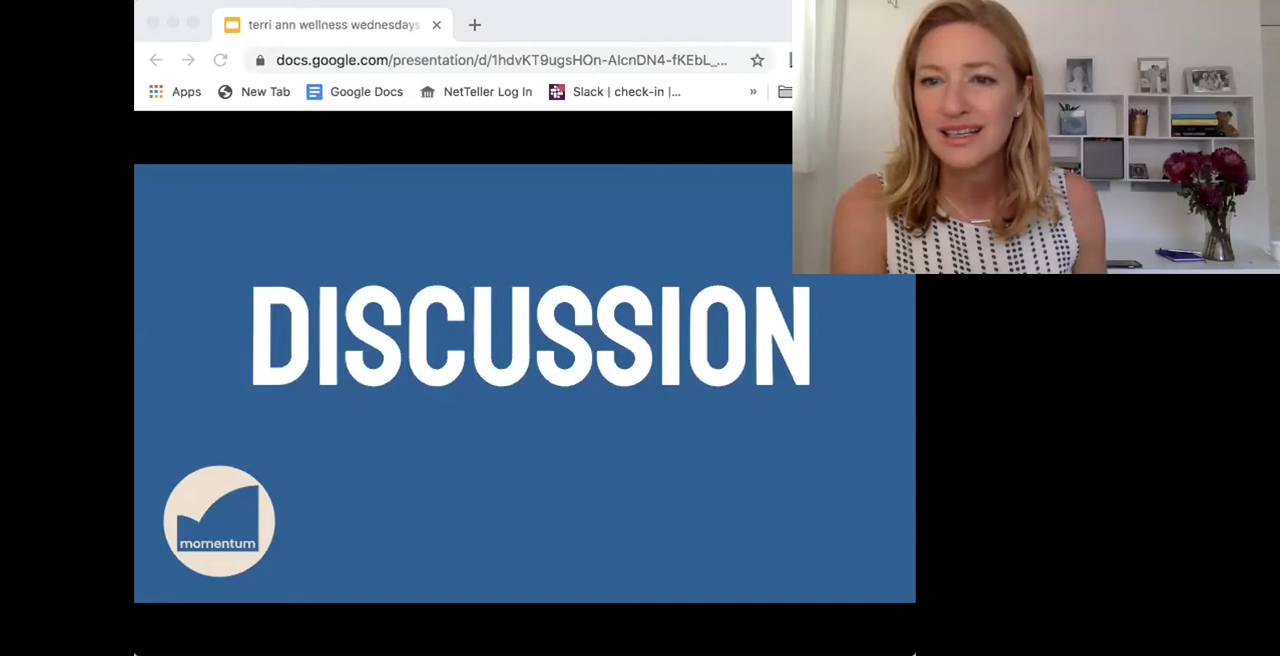 terri ann wellness wednesdays
docs.google.com/presentation/d/1hdvKT9ugsHOn-AIcnDN4-fKEbL_...
Apps New Tab Google Docs NetTeller Log In Slack | check-in |... »
DISCUSSION
momentum